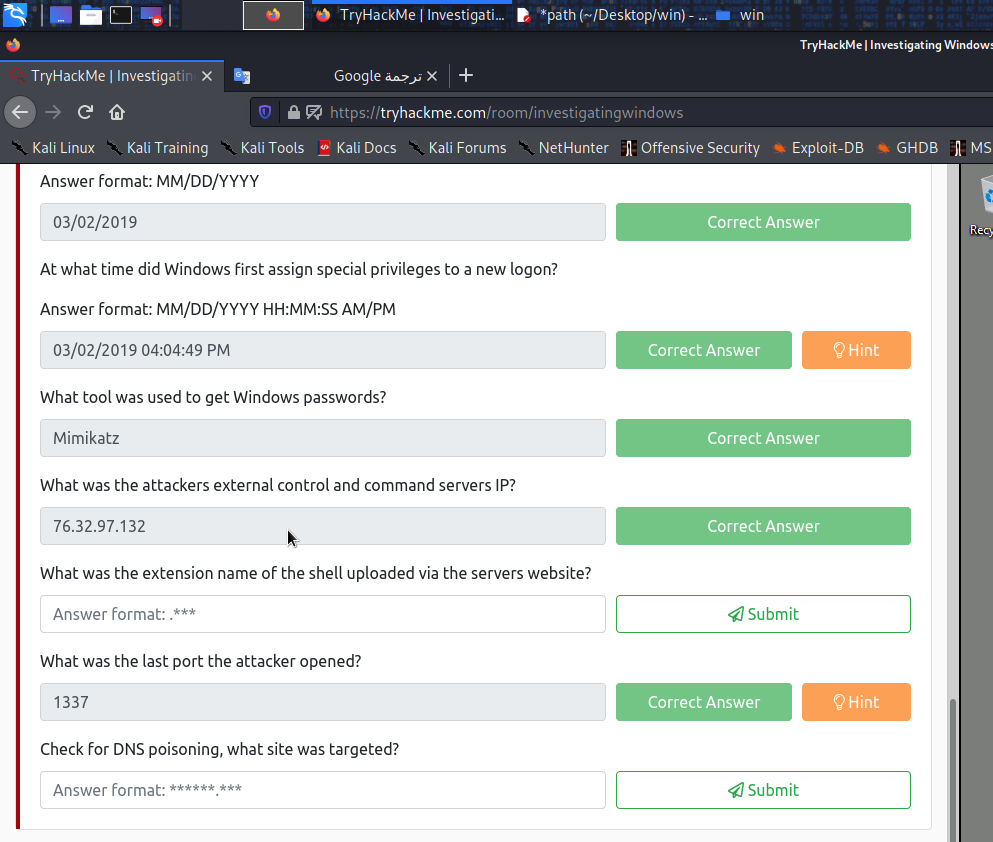 TryHackMe | Investigati...
*path (~/Desktop/win) - ...
win
TryHackMe | Investigating Windows
TryHackMe | Investigatin
ترجمة Google
https://tryhackme.com/room/investigatingwindows
Kali Linux
Kali Training
Kali Tools
Kali Docs
Kali Forums
NetHunter
Offensive Security
Exploit-DB
GHDB
MS
Answer format: MM/DD/YYYY
03/02/2019
Correct Answer
At what time did Windows first assign special privileges to a new logon?
Answer format: MM/DD/YYYY HH:MM:SS AM/PM
03/02/2019 04:04:49 PM
Correct Answer
Hint
What tool was used to get Windows passwords?
Mimikatz
Correct Answer
What was the attackers external control and command servers IP?
76.32.97.132
Correct Answer
What was the extension name of the shell uploaded via the servers website?
Answer format: .***
Submit
What was the last port the attacker opened?
1337
Correct Answer
Hint
Check for DNS poisoning, what site was targeted?
Answer format: ******.***
Submit
Recy